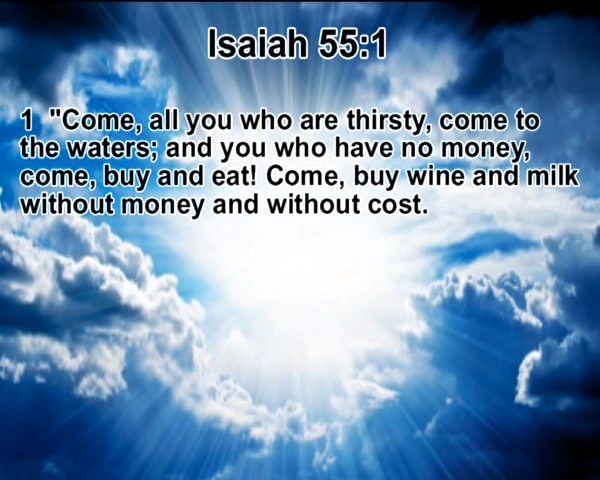 Isaiah 55:1
1 "Come, all you who are thirsty, come to
the waters; and you who have no money,
come, buy and eat! Come, buy wine and milk
without money and without cost.